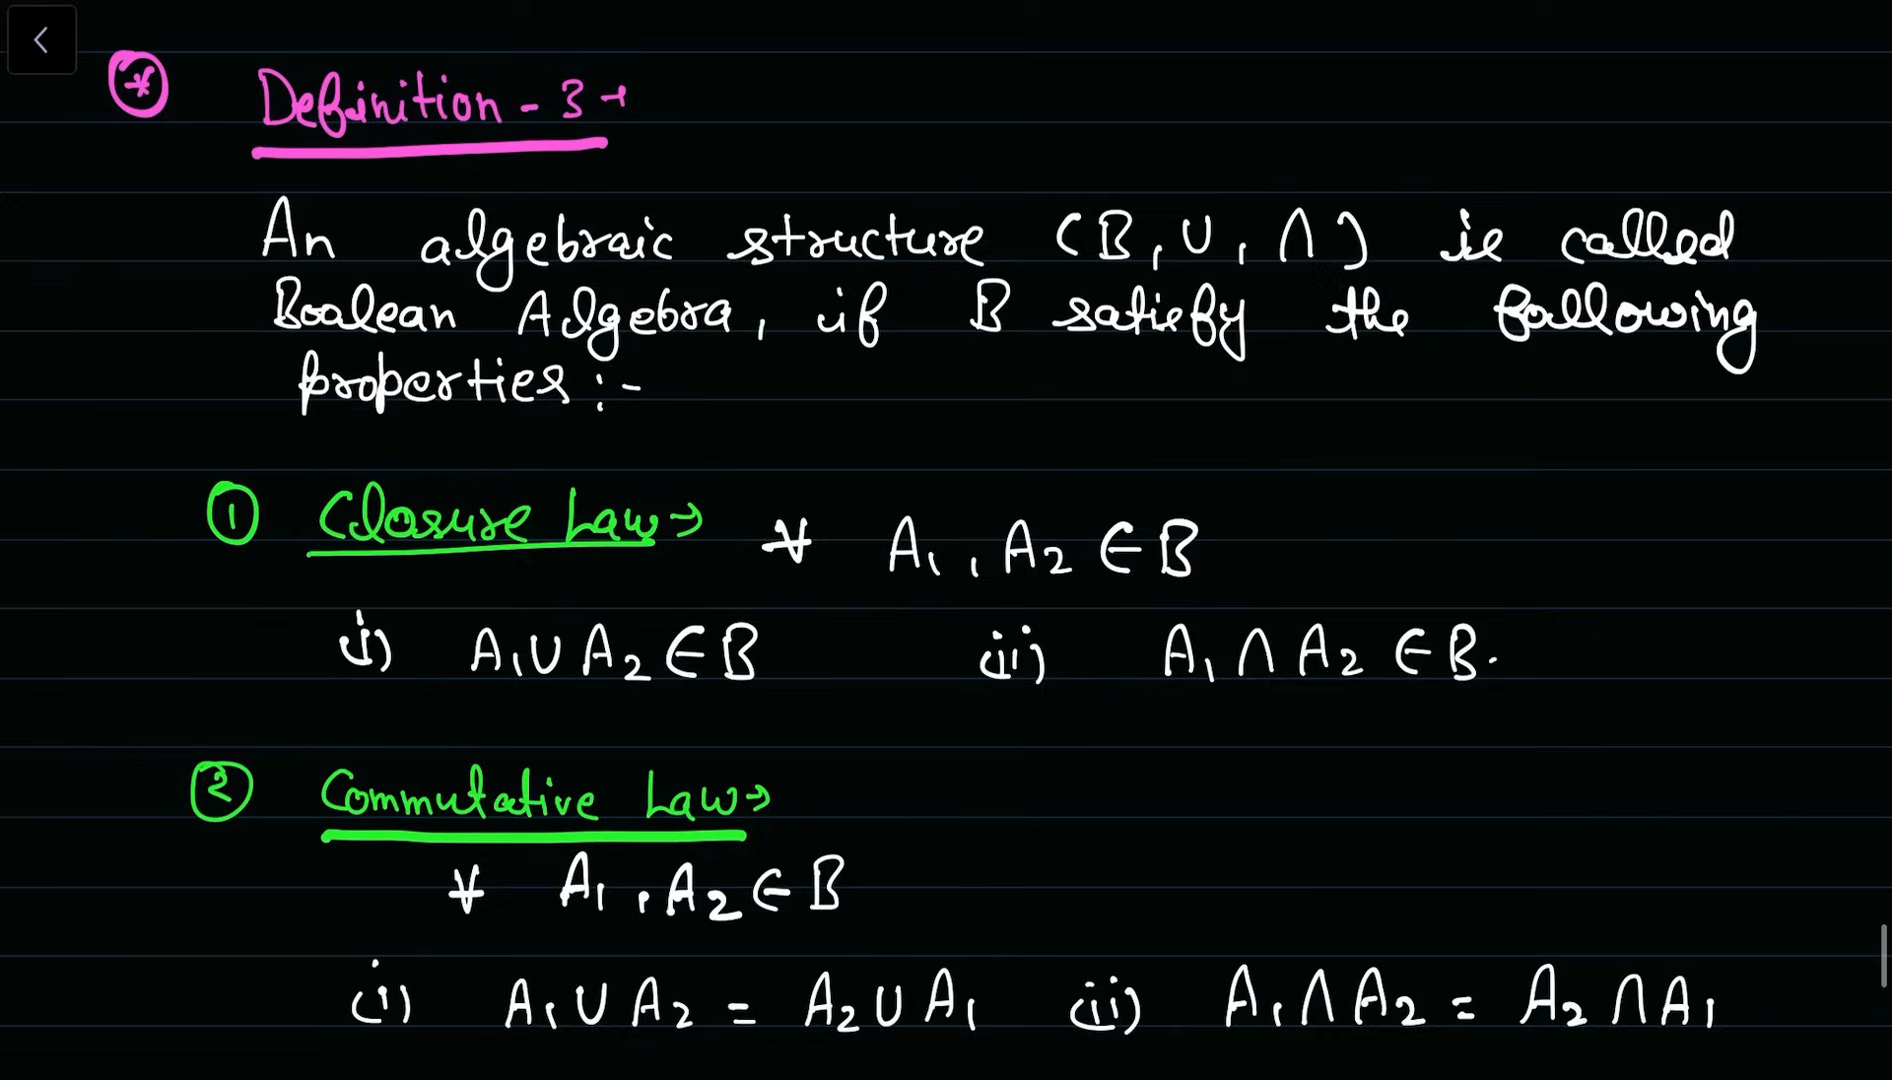 * Definition - 3 →
An algebraic structure (B, ∪, ∩) is called
Boolean Algebra, if B satisfy the following
properties :-
① Closure Law → ∀ A₁, A₂ ∈ B
(i) A₁ ∪ A₂ ∈ B (ii) A₁ ∩ A₂ ∈ B.
② Commutative Law →
∀ A₁, A₂ ∈ B
(i) A₁ ∪ A₂ = A₂ ∪ A₁ (ii) A₁ ∩ A₂ = A₂ ∩ A₁